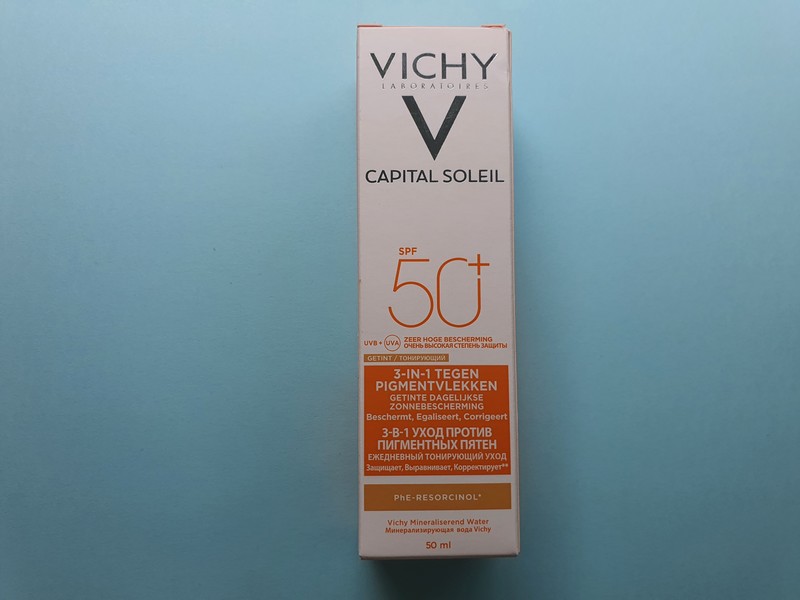 VICHY
LABORATOIRES
V
CAPITAL SOLEIL
SPF
50+
UVB + UVA ZEER HOGE BESCHERMING
ОЧЕНЬ ВЫСОКАЯ СТЕПЕНЬ ЗАЩИТЫ
GETINT / ТОНИРУЮЩИЙ
3-IN-1 TEGEN
PIGMENTVLEKKEN
GETINTE DAGELIJKSE
ZONNEBESCHERMING
Beschermt, Egaliseert, Corrigeert
3-В-1 УХОД ПРОТИВ
ПИГМЕНТНЫХ ПЯТЕН
ЕЖЕДНЕВНЫЙ ТОНИРУЮЩИЙ УХОД
Защищает, Выравнивает, Корректирует**
PhE-RESORCINOL*
Vichy Mineraliserend Water
Минерализирующая вода Vichy
50 ml